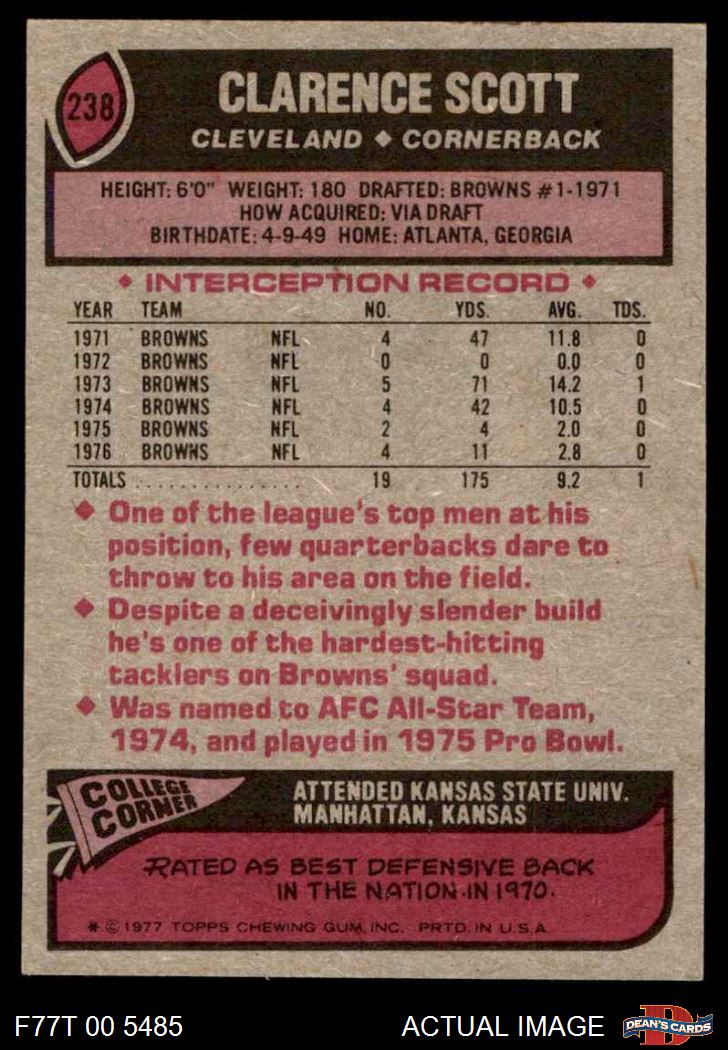 238
CLARENCE SCOTT
CLEVELAND ◆ CORNERBACK
HEIGHT: 6'0" WEIGHT: 180 DRAFTED: BROWNS #1-1971
HOW ACQUIRED: VIA DRAFT
BIRTHDATE: 4-9-49 HOME: ATLANTA, GEORGIA
◆ INTERCEPTION RECORD ◆
YEAR TEAM NO. YDS. AVG. TDS.
1971 BROWNS NFL 4 47 11.8 0
1972 BROWNS NFL 0 0 0.0 0
1973 BROWNS NFL 5 71 14.2 1
1974 BROWNS NFL 4 42 10.5 0
1975 BROWNS NFL 2 4 2.0 0
1976 BROWNS NFL 4 11 2.8 0
TOTALS ................ 19 175 9.2 1
◆ One of the league's top men at his
position, few quarterbacks dare to
throw to his area on the field.
◆ Despite a deceivingly slender build
he's one of the hardest-hitting
tacklers on Browns' squad.
◆ Was named to AFC All-Star Team,
1974, and played in 1975 Pro Bowl.
COLLEGE
CORNER
ATTENDED KANSAS STATE UNIV.
MANHATTAN, KANSAS
RATED AS BEST DEFENSIVE BACK
IN THE NATION IN 1970.
* © 1977 TOPPS CHEWING GUM, INC. PRTD. IN U.S.A.
F77T 00 5485 ACTUAL IMAGE
D
DEAN'S CARDS